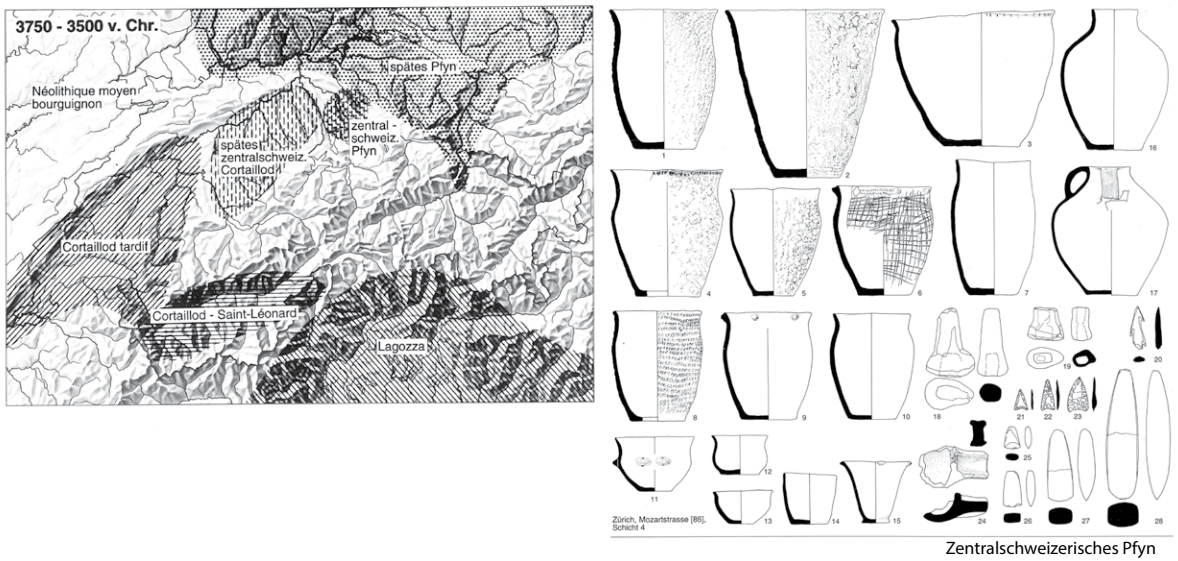 3750 - 3500 v. Chr.
Néolithique moyen
bourguignon
spätes Pfyn
zentral -
schweiz.
Pfyn
spätes
zentralschweiz.
Cortaillod
Cortaillod tardif
Cortaillod - Saint-Léonard
Lagozza
1
2
3
16
4
5
6
7
17
8
9
10
18
19
20
21
22
23
11
12
13
14
15
24
25
26
27
28
Zürich, Mozartstrasse [86],
Schicht 4
Zentralschweizerisches Pfyn